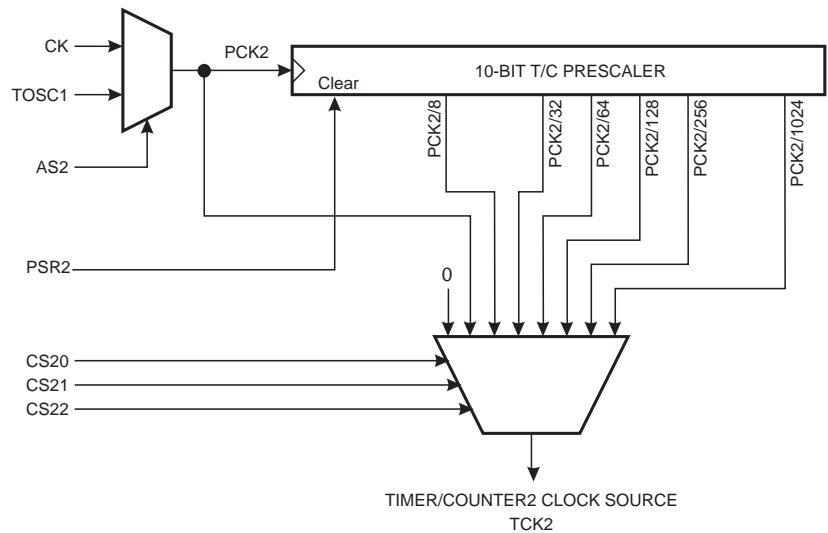 CK
PCK2
10-BIT T/C PRESCALER
TOSC1
Clear
AS2
PCK2/8
PCK2/32
PCK2/64
PCK2/128
PCK2/256
PCK2/1024
PSR2
0
CS20
CS21
CS22
TIMER/COUNTER2 CLOCK SOURCE
TCK2